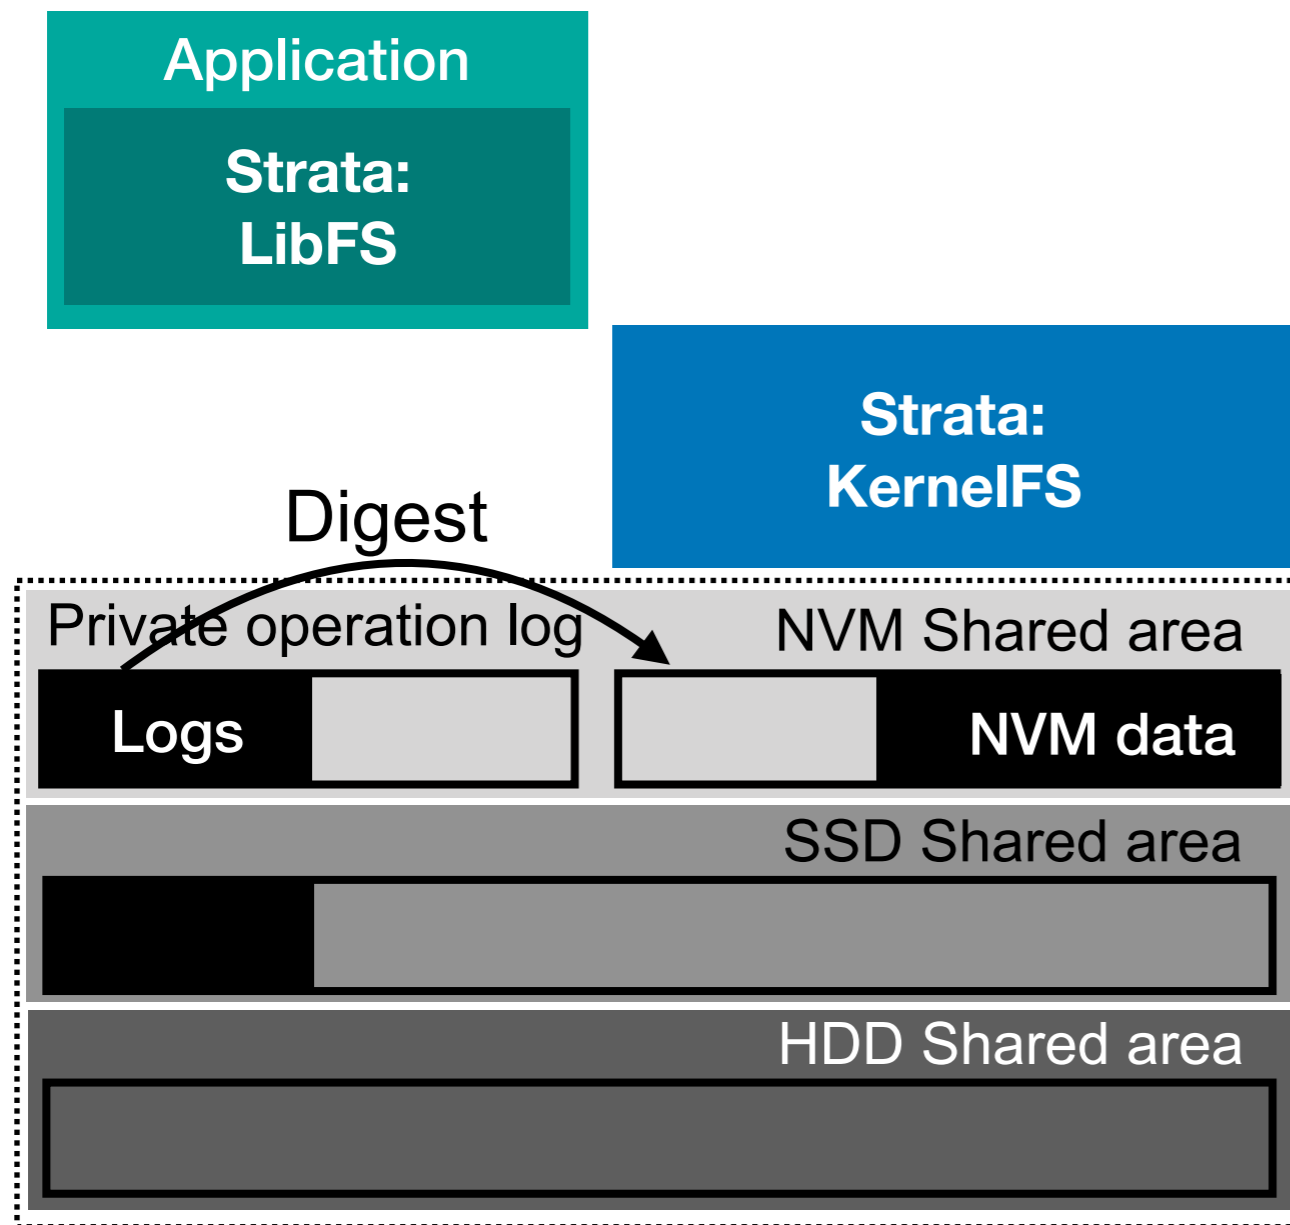 Application
Strata:
LibFS
Strata:
KernelFS
Digest
Private operation log
NVM Shared area
Logs
NVM data
SSD Shared area
HDD Shared area